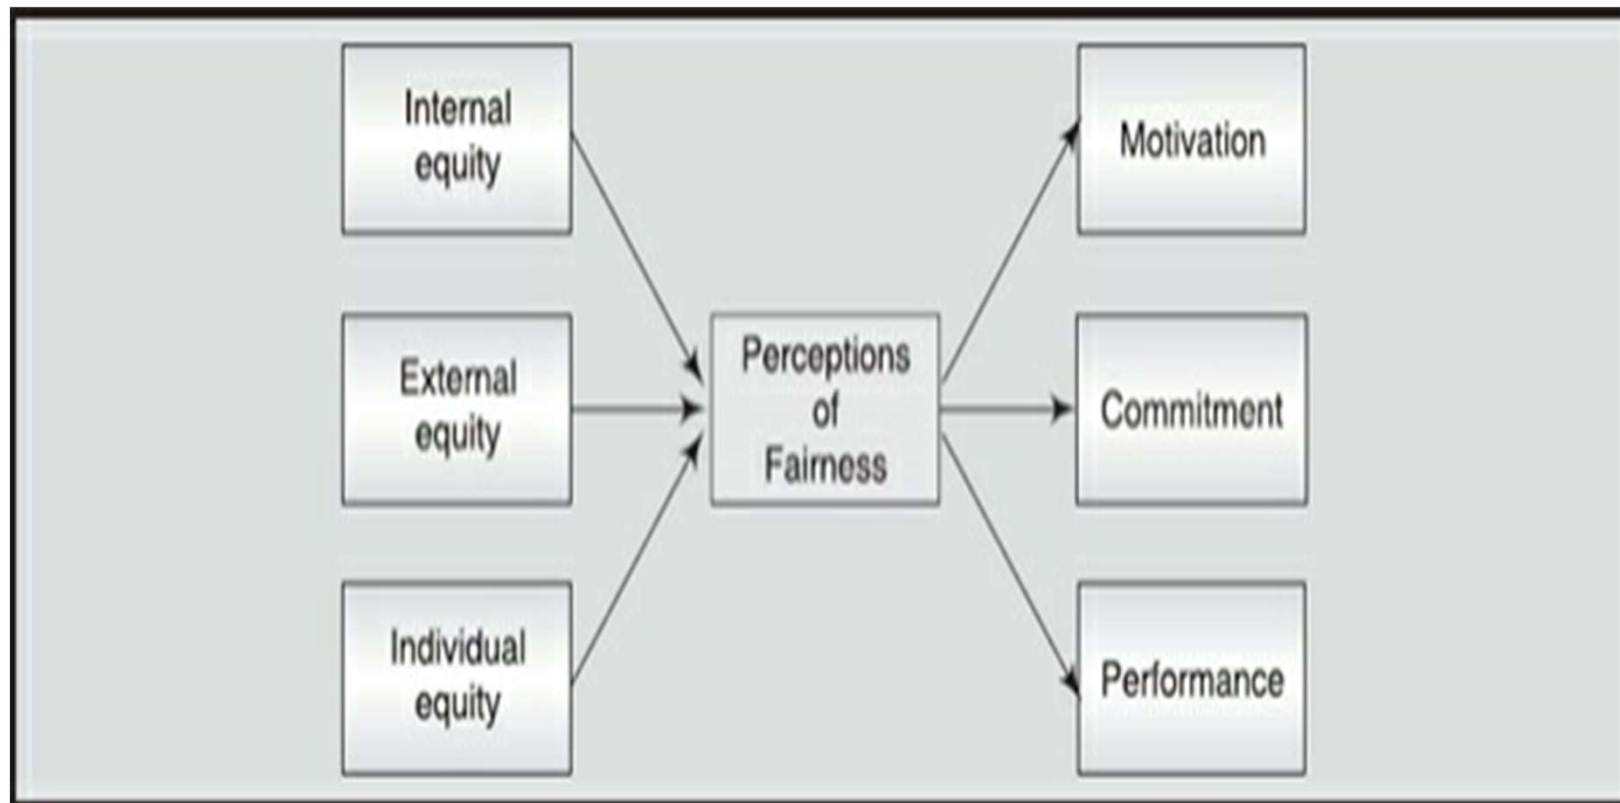 Internal
equity
Motivation
External
equity
Perceptions
of
Fairness
Commitment
Individual
equity
Performance